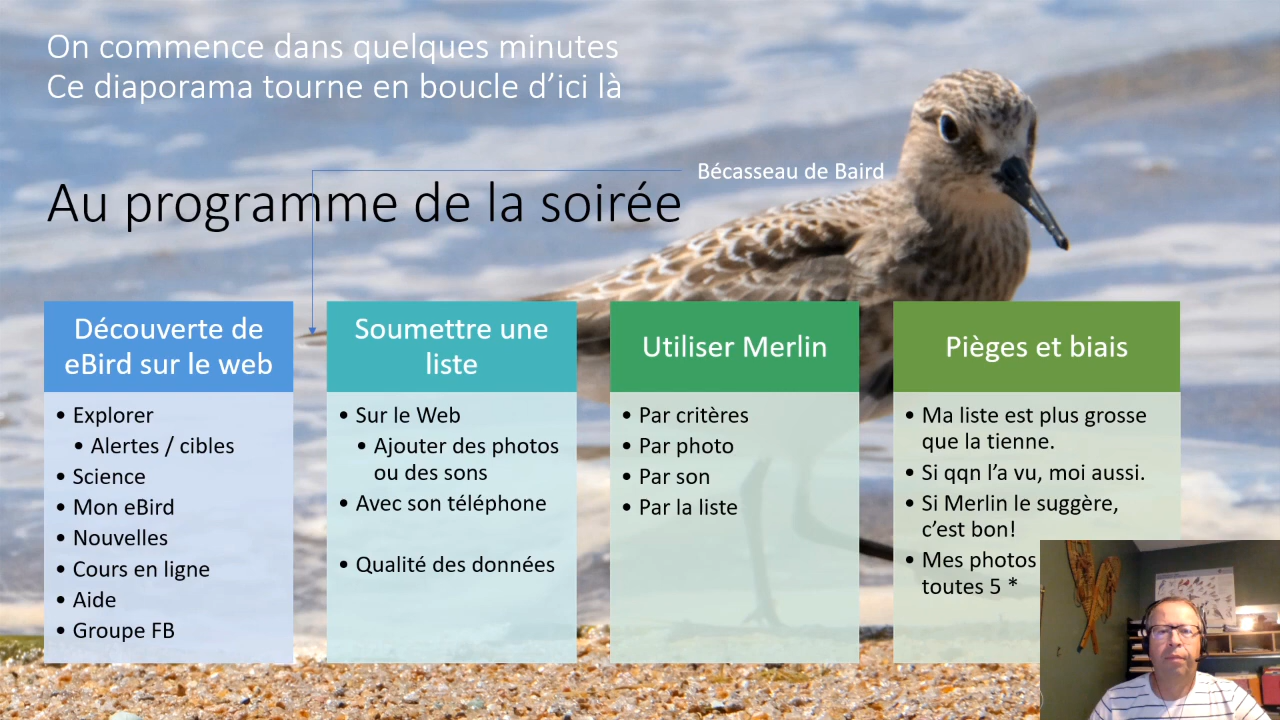 On commence dans quelques minutes
Ce diaporama tourne en boucle d’ici là
Bécasseau de Baird
Au programme de la soirée
Découverte de
eBird sur le web
• Explorer
• Alertes / cibles
• Science
• Mon eBird
• Nouvelles
• Cours en ligne
• Aide
• Groupe FB
Soumettre une
liste
• Sur le Web
• Ajouter des photos
ou des sons
• Avec son téléphone
• Qualité des données
Utiliser Merlin
• Par critères
• Par photo
• Par son
• Par la liste
Pièges et biais
• Ma liste est plus grosse
que la tienne.
• Si qqn l’a vu, moi aussi.
• Si Merlin le suggère,
c’est bon!
• Mes photos
toutes 5 *